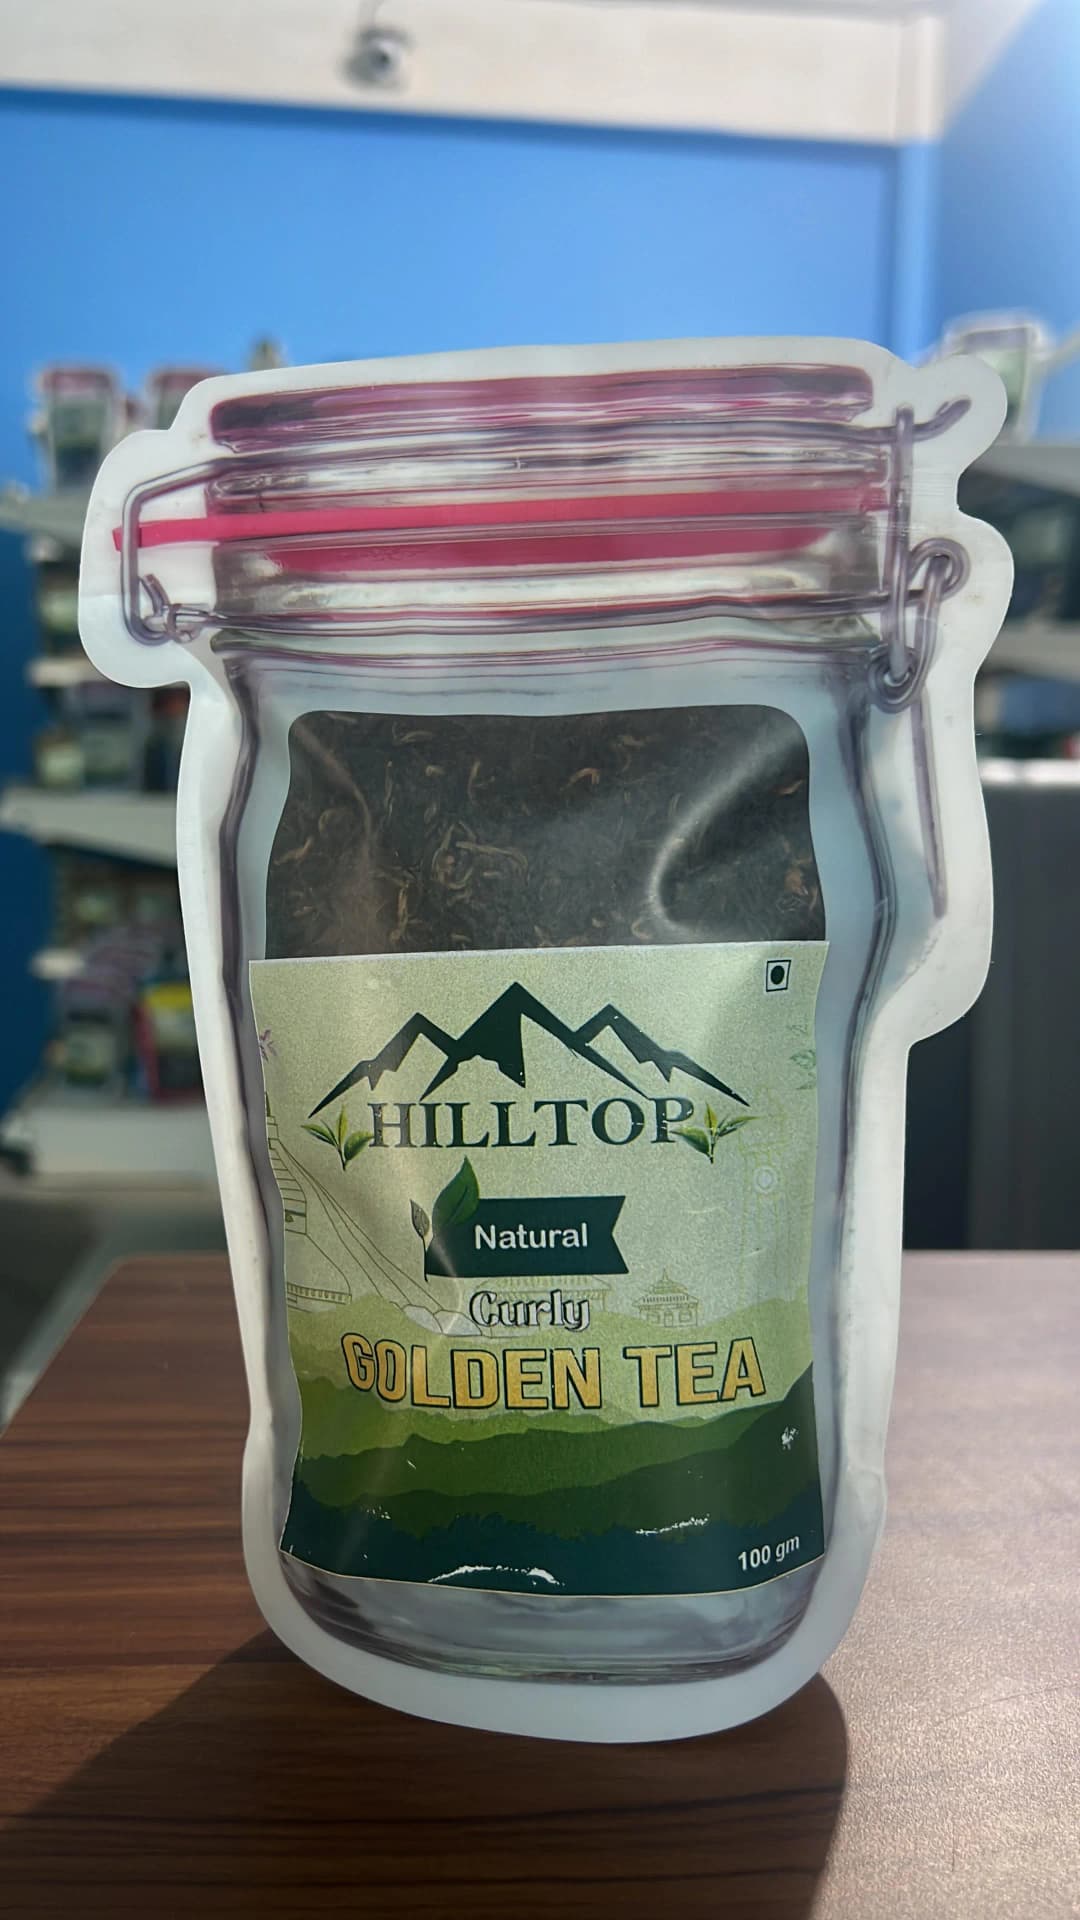 HILLTOP
Natural
Curly
GOLDEN TEA
100 gm